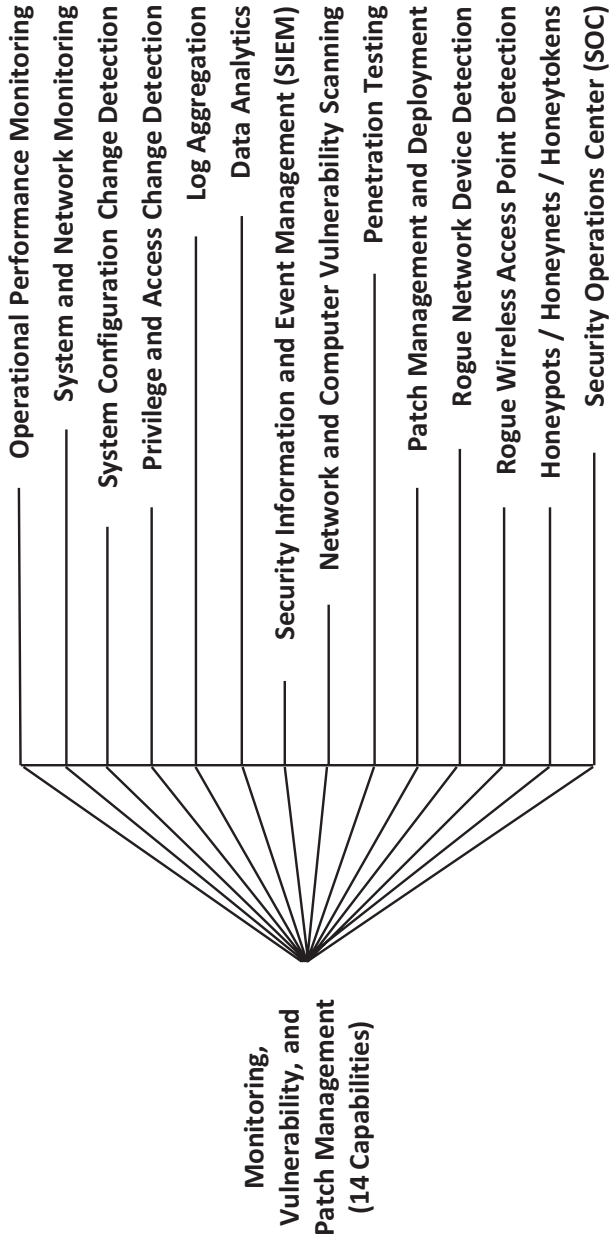 Monitoring,
Vulnerability, and
Patch Management
(14 Capabilities)
Operational Performance Monitoring
System and Network Monitoring
System Configuration Change Detection
Privilege and Access Change Detection
Log Aggregation
Data Analytics
Security Information and Event Management (SIEM)
Network and Computer Vulnerability Scanning
Penetration Testing
Patch Management and Deployment
Rogue Network Device Detection
Rogue Wireless Access Point Detection
Honeypots / Honeynets / Honeytokens
Security Operations Center (SOC)